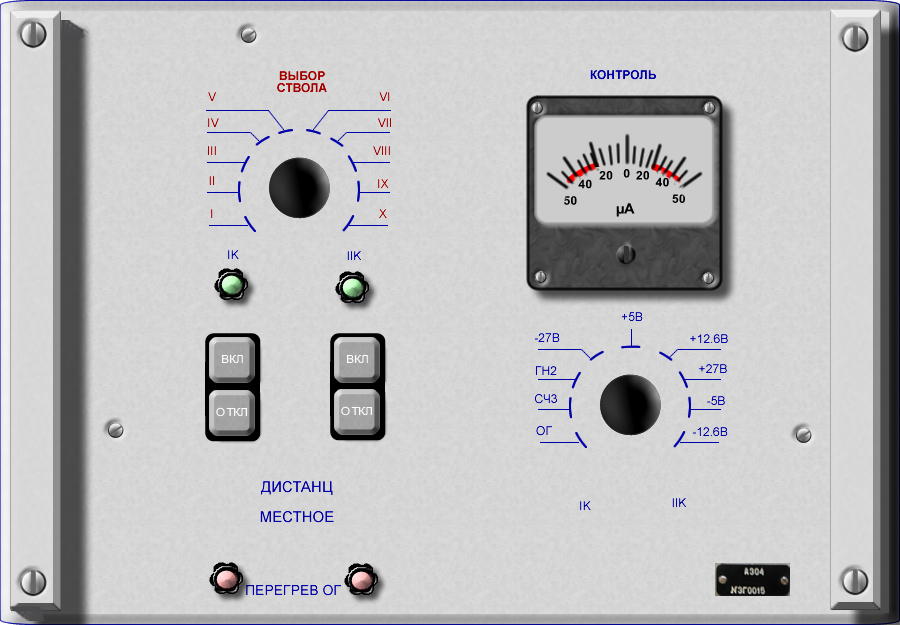 ВЫБОР
СТВОЛА
V
VI
IV
VII
III
VIII
II
IX
I
X
IK
IIK
ВКЛ
ВКЛ
ОТКЛ
ОТКЛ
ДИСТАНЦ
МЕСТНОЕ
ПЕРЕГРЕВ ОГ
КОНТРОЛЬ
50 40 20 0 20 40 50
µA
+5В
-27В
+12.6В
ГН2
+27В
СЧЗ
-5В
ОГ
-12.6В
IK
IIK
А304
№ЗГ0015